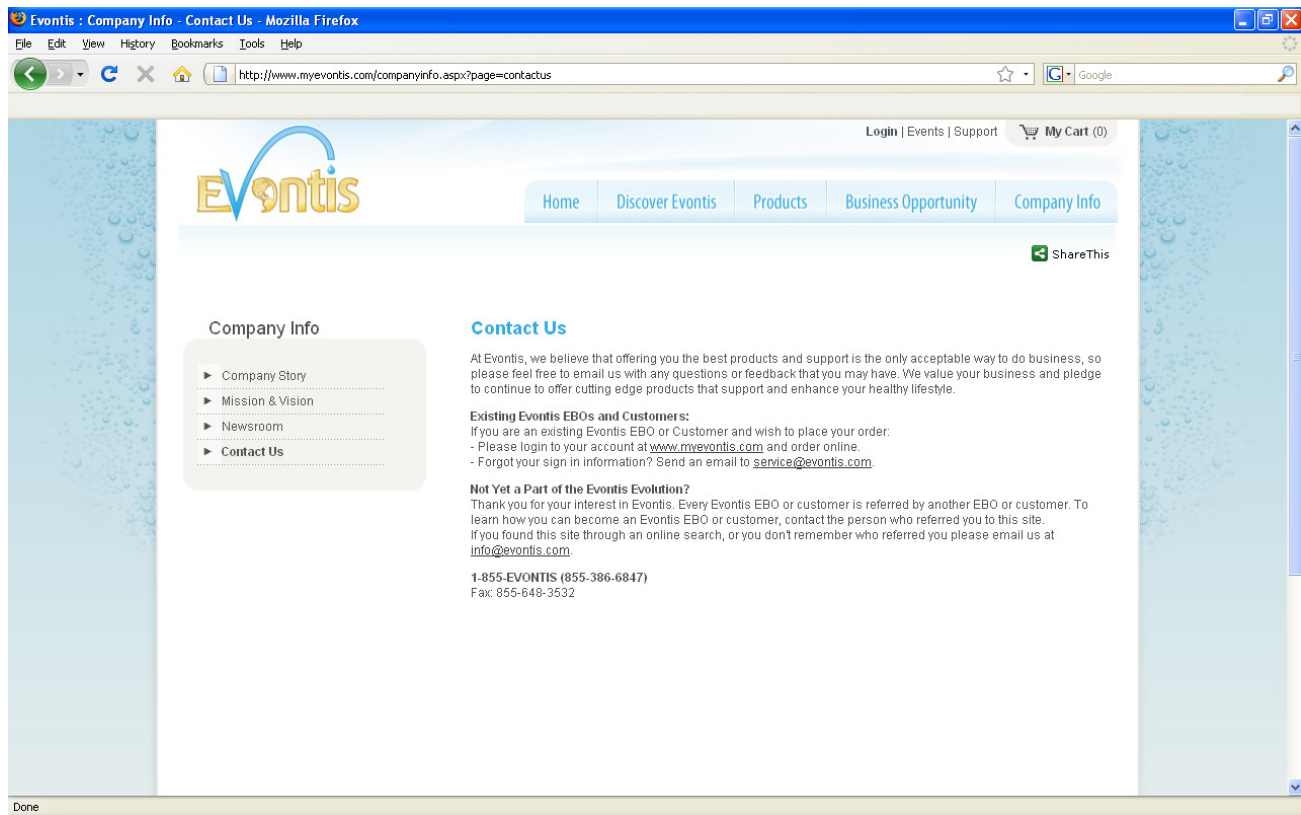 Evontis : Company Info - Contact Us - Mozilla Firefox
File Edit View History Bookmarks Tools Help
http://www.myevontis.com/companyinfo.aspx?page=contactus
G Google
Login | Events | Support My Cart (0)
Evontis
Home Discover Evontis Products Business Opportunity Company Info
ShareThis
Company Info
Company Story
Mission & Vision
Newsroom
Contact Us
Contact Us
At Evontis, we believe that offering you the best products and support is the only acceptable way to do business, so
please feel free to email us with any questions or feedback that you may have. We value your business and pledge
to continue to offer cutting edge products that support and enhance your healthy lifestyle.
Existing Evontis EBOs and Customers:
If you are an existing Evontis EBO or Customer and wish to place your order:
- Please login to your account at www.myevontis.com and order online.
- Forgot your sign in information? Send an email to service@evontis.com.
Not Yet a Part of the Evontis Evolution?
Thank you for your interest in Evontis. Every Evontis EBO or customer is referred by another EBO or customer. To
learn how you can become an Evontis EBO or customer, contact the person who referred you to this site.
If you found this site through an online search, or you don't remember who referred you please email us at
info@evontis.com.
1-855-EVONTIS (855-386-6847)
Fax: 855-648-3532
Done